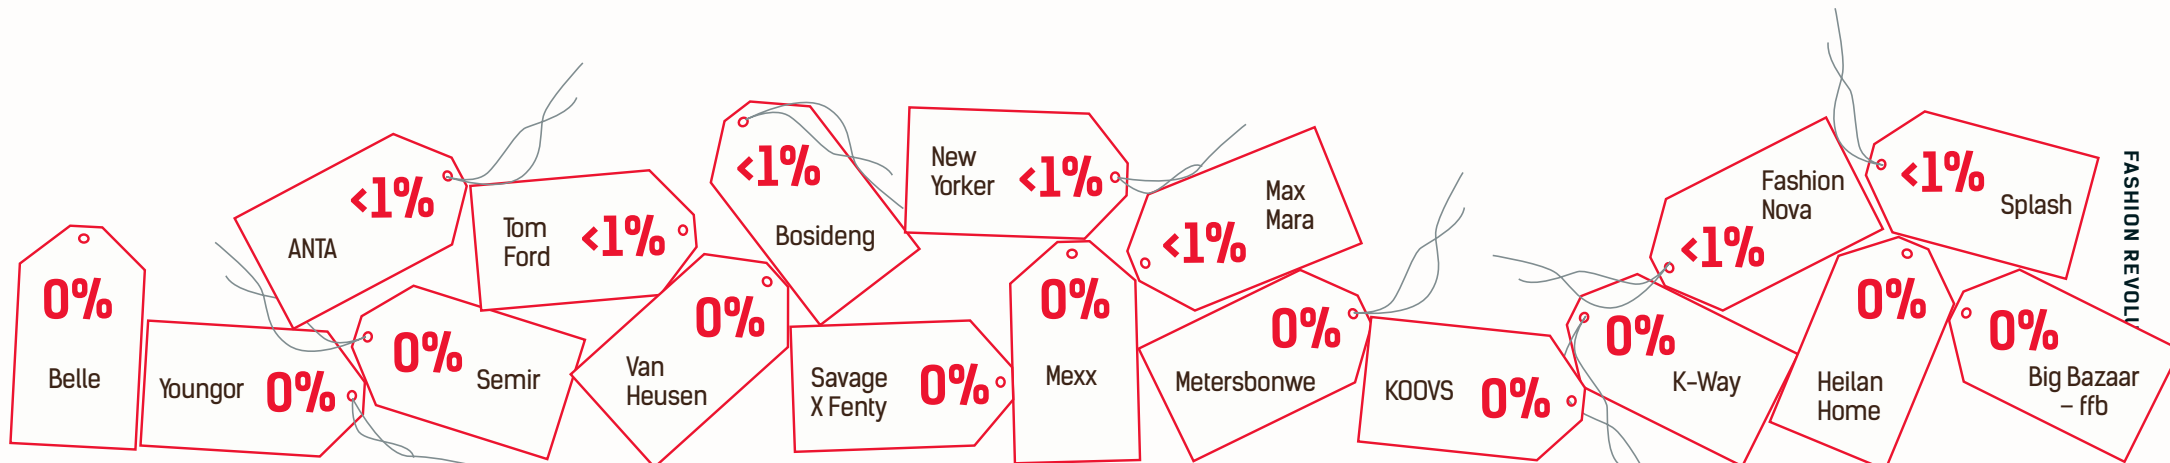 0%
Belle
Youngor 0%
<1%
ANTA
0%
Semir
Tom
Ford
<1%
0%
Van
Heusen
<1%
Bosideng
Savage
X Fenty
0%
New
Yorker
<1%
0%
Mexx
Max
Mara
<1%
0%
Metersbonwe
KOOVS 0%
Fashion
Nova
<1%
0%
K-Way
0%
Heilan
Home
<1%
Splash
0%
Big Bazaar
– ffb
FASHION